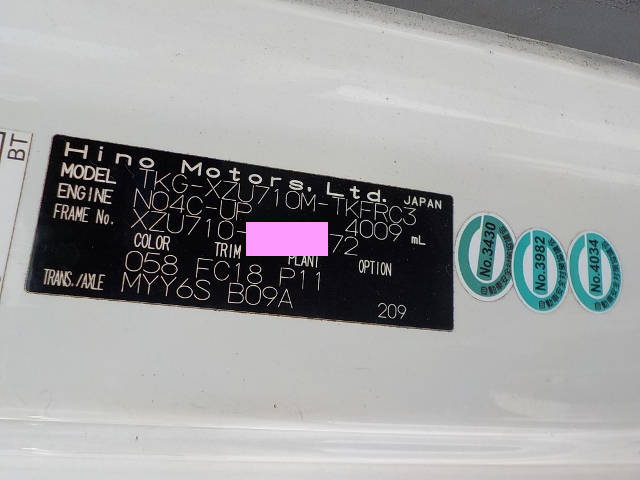 BT
Hino Motors, Ltd. JAPAN
MODEL TKG-XZU710M-TKFRC3
ENGINE N04C-UP 4009 mL
FRAME No. XZU710- 72
COLOR TRIM PLANT OPTION
058 FC18 P11
TRANS./AXLE MYY6S B09A
209
No.3430
No.3982
No.4034